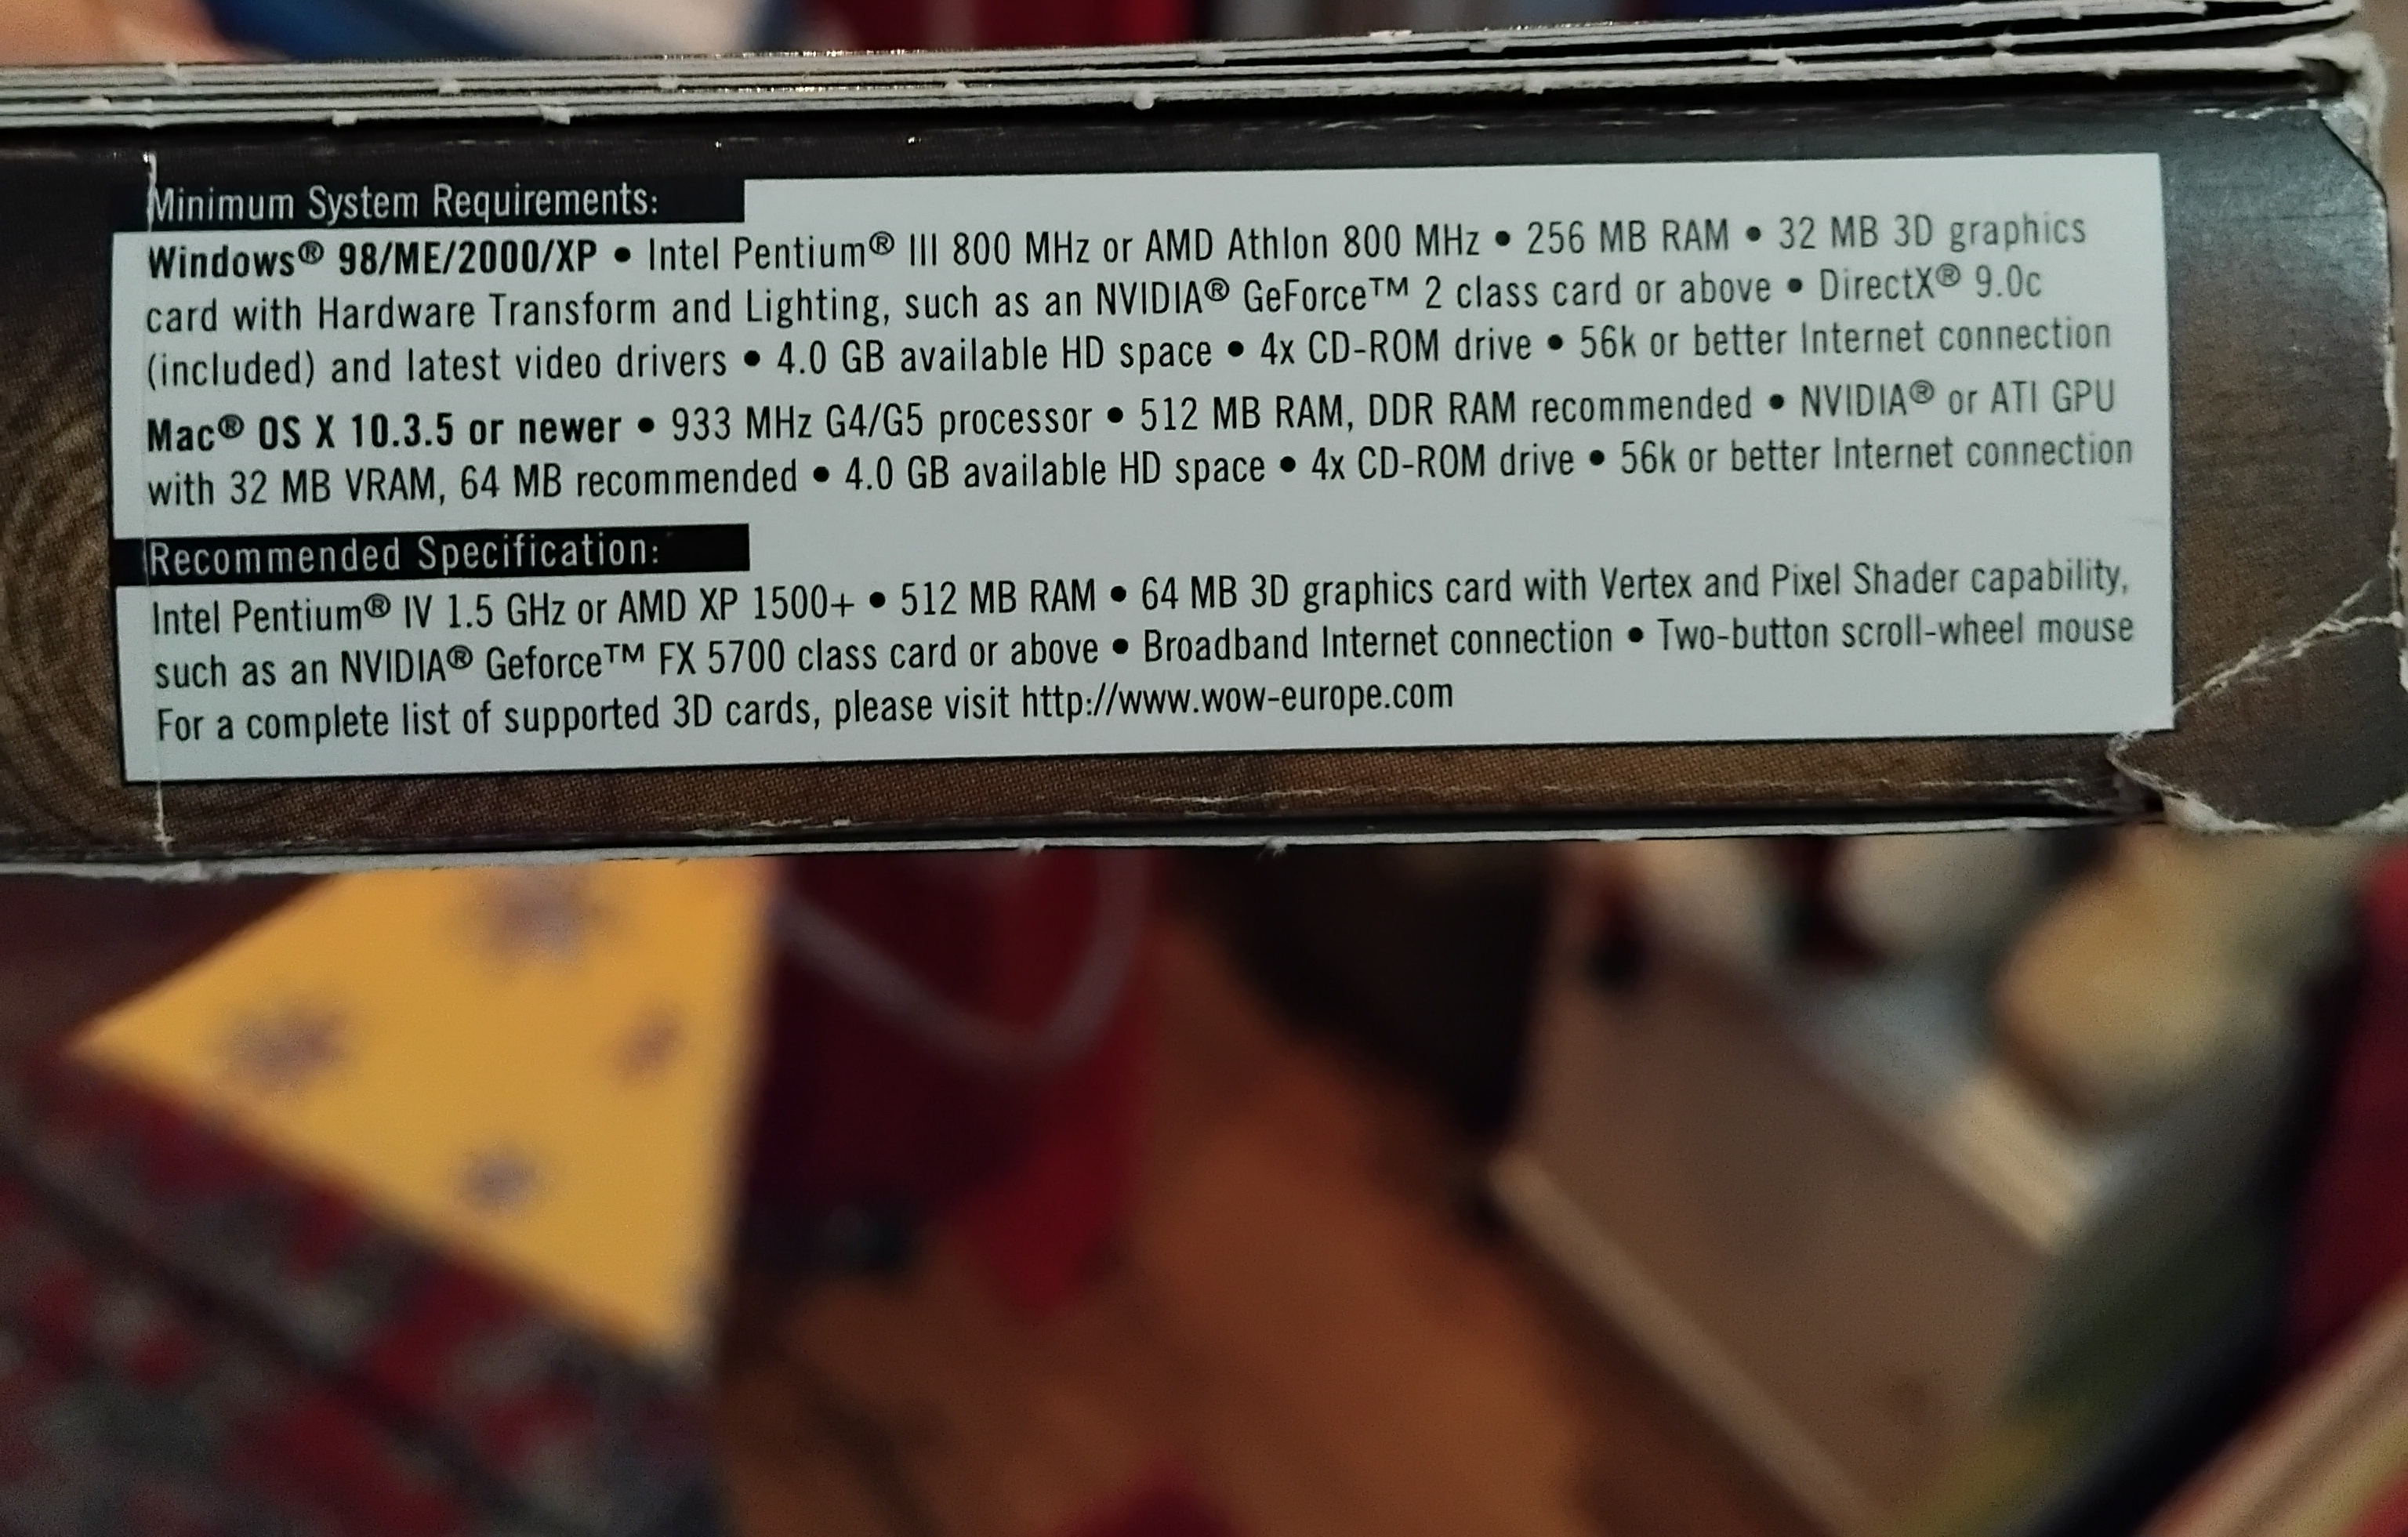 Minimum System Requirements:
Windows® 98/ME/2000/XP • Intel Pentium® III 800 MHz or AMD Athlon 800 MHz • 256 MB RAM • 32 MB 3D graphics
card with Hardware Transform and Lighting, such as an NVIDIA® GeForce™ 2 class card or above • DirectX® 9.0c
(included) and latest video drivers • 4.0 GB available HD space • 4x CD-ROM drive • 56k or better Internet connection
Mac® OS X 10.3.5 or newer • 933 MHz G4/G5 processor • 512 MB RAM, DDR RAM recommended • NVIDIA® or ATI GPU
with 32 MB VRAM, 64 MB recommended • 4.0 GB available HD space • 4x CD-ROM drive • 56k or better Internet connection
Recommended Specification:
Intel Pentium® IV 1.5 GHz or AMD XP 1500+ • 512 MB RAM • 64 MB 3D graphics card with Vertex and Pixel Shader capability,
such as an NVIDIA® Geforce™ FX 5700 class card or above • Broadband Internet connection • Two-button scroll-wheel mouse
For a complete list of supported 3D cards, please visit http://www.wow-europe.com